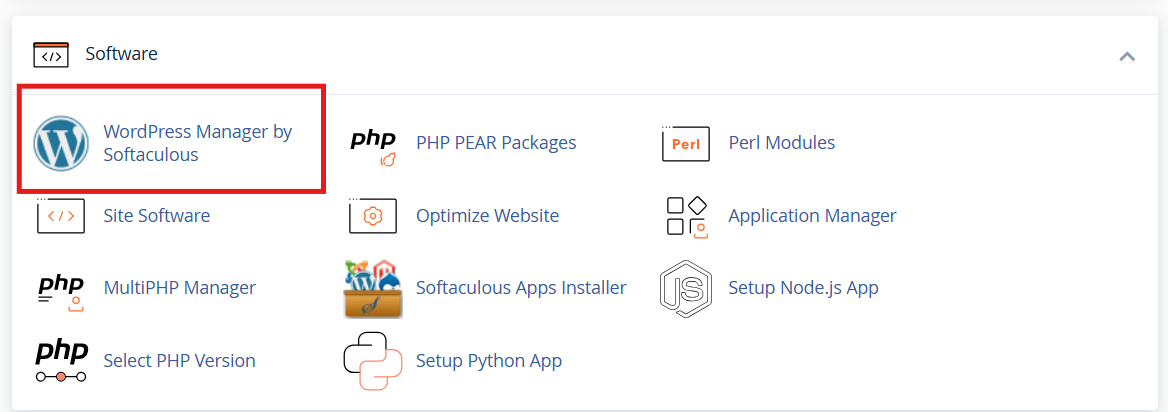 Software
WordPress Manager by
Softaculous
php
PHP PEAR Packages
Perl
Perl Modules
Site Software
Optimize Website
Application Manager
php
MultiPHP Manager
Softaculous Apps Installer
JS
Setup Node.js App
php
Select PHP Version
Setup Python App